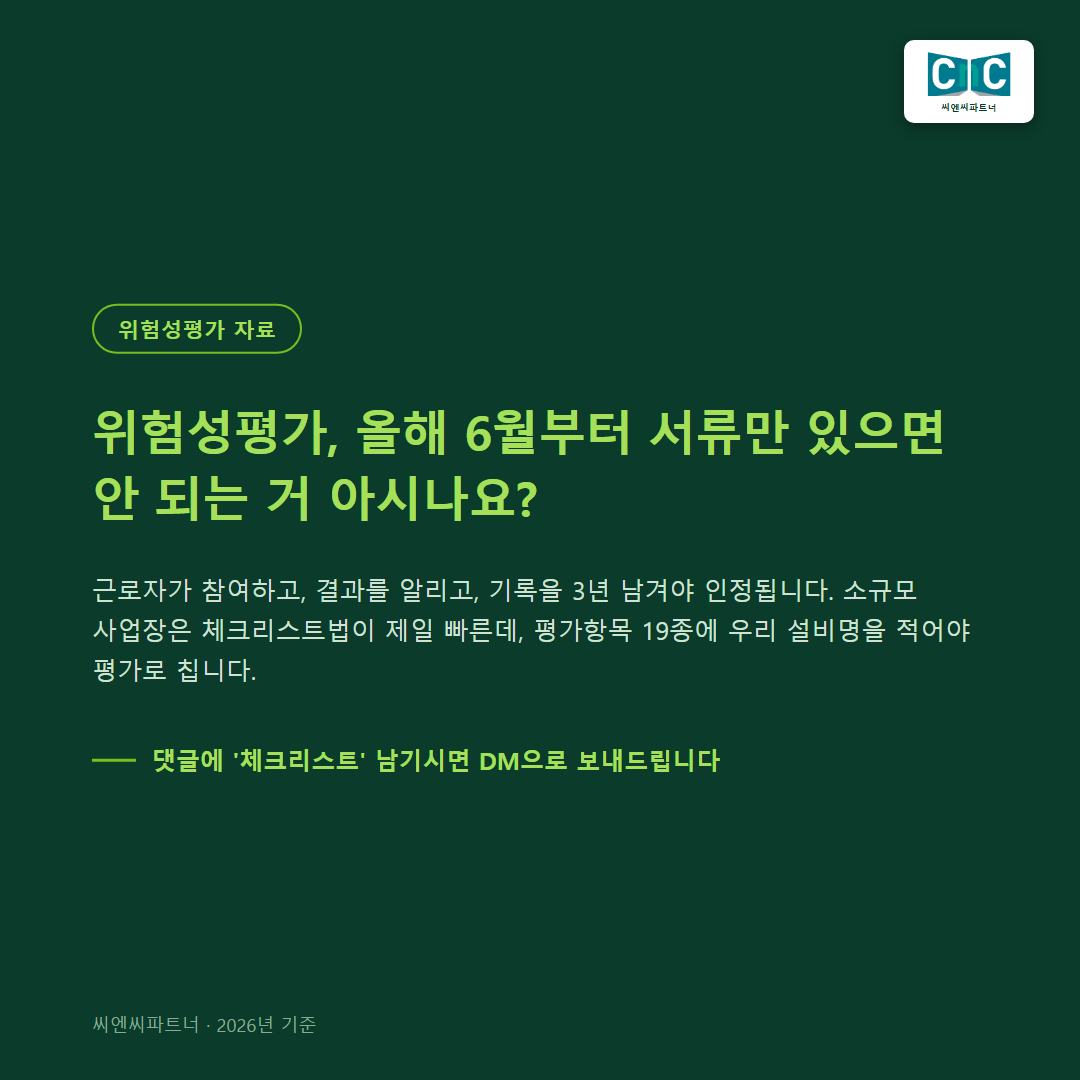 CnC
씨엔씨파트너
위험성평가 자료
위험성평가, 올해 6월부터 서류만 있으면
안 되는 거 아시나요?
근로자가 참여하고, 결과를 알리고, 기록을 3년 남겨야 인정됩니다. 소규모
사업장은 체크리스트법이 제일 빠른데, 평가항목 19종에 우리 설비명을 적어야
평가로 칩니다.
댓글에 '체크리스트' 남기시면 DM으로 보내드립니다
씨엔씨파트너 · 2026년 기준